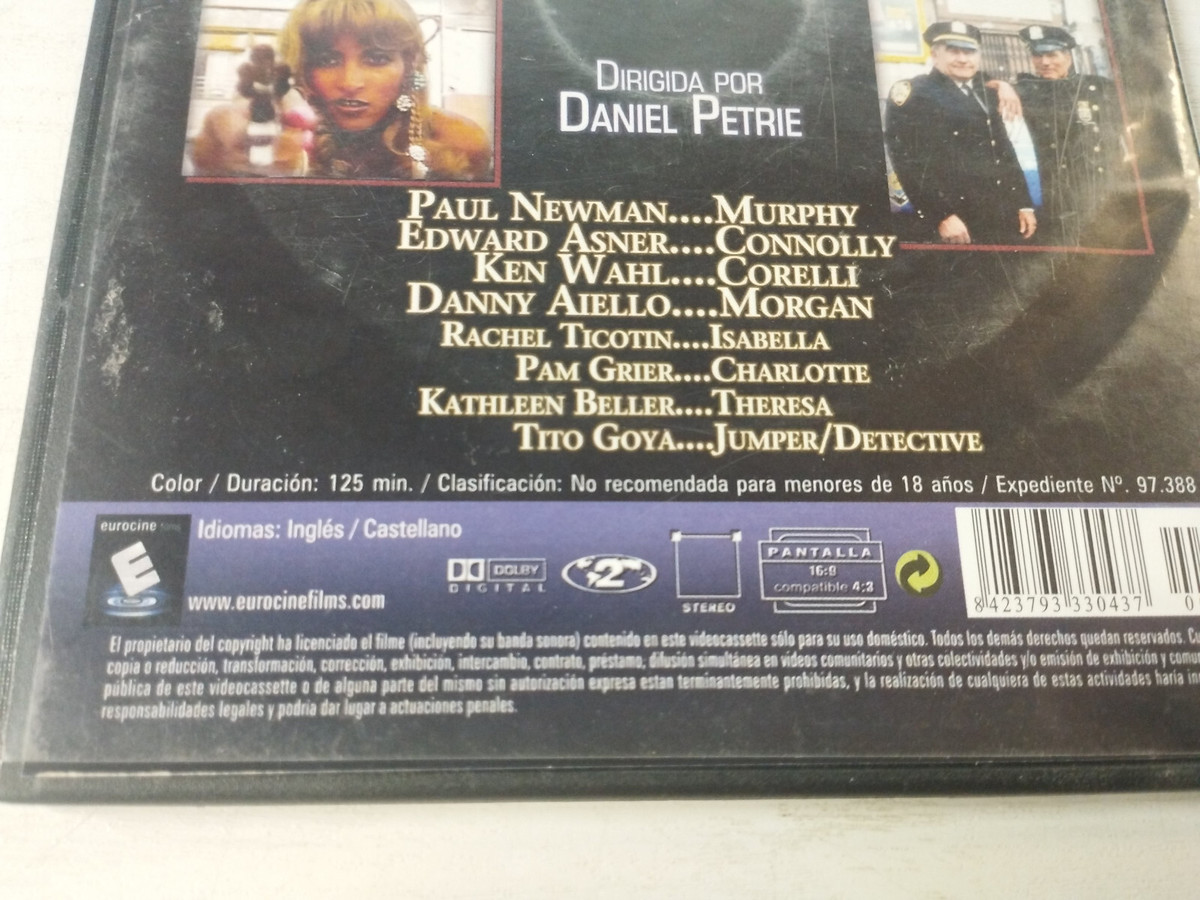 DIRIGIDA POR
DANIEL PETRIE
PAUL NEWMAN....MURPHY
EDWARD ASNER....CONNOLLY
KEN WAHL....CORELLI
DANNY AIELLO....MORGAN
RACHEL TICOTIN....ISABELLA
PAM GRIER....CHARLOTTE
KATHLEEN BELLER....THERESA
TITO GOYA....JUMPER/DETECTIVE
Color / Duración: 125 min. / Clasificación: No recomendada para menores de 18 años / Expediente Nº. 97.388
eurocine films
E
Idiomas: Inglés / Castellano
www.eurocinefilms.com
DOLBY
DIGITAL
2
STEREO
PANTALLA
16:9
compatible 4:3
8 423793 330437
El propietario del copyright ha licenciado el filme (incluyendo su banda sonora) contenido en este videocassette sólo para su uso doméstico. Todos los demás derechos quedan reservados.
copia o reducción, transformación, corrección, exhibición, intercambio, contrato, préstamo, difusión simultánea en videos comunitarios y otras colectividades y/o emisión de exhibición y
pública de este videocassette o de alguna parte del mismo sin autorización expresa estan terminantemente prohibidas, y la realización de cualquiera de estas actividades haría
responsabilidades legales y podria dar lugar a actuaciones penales.